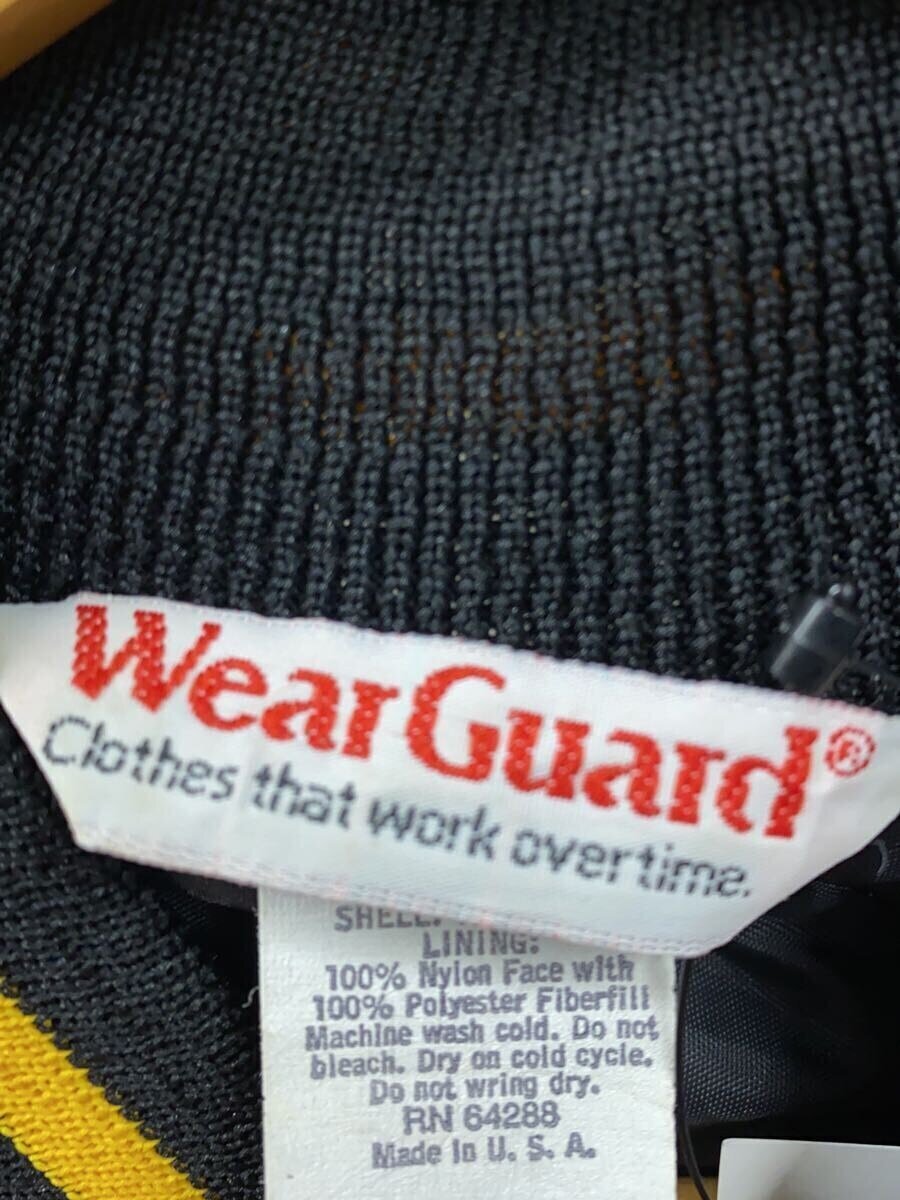 WearGuard®
Clothes that work overtime.
SHELL:
LINING:
100% Nylon Face with
100% Polyester Fiberfill
Machine wash cold. Do not
bleach. Dry on cold cycle.
Do not wring dry.
RN 64288
Made in U. S. A.